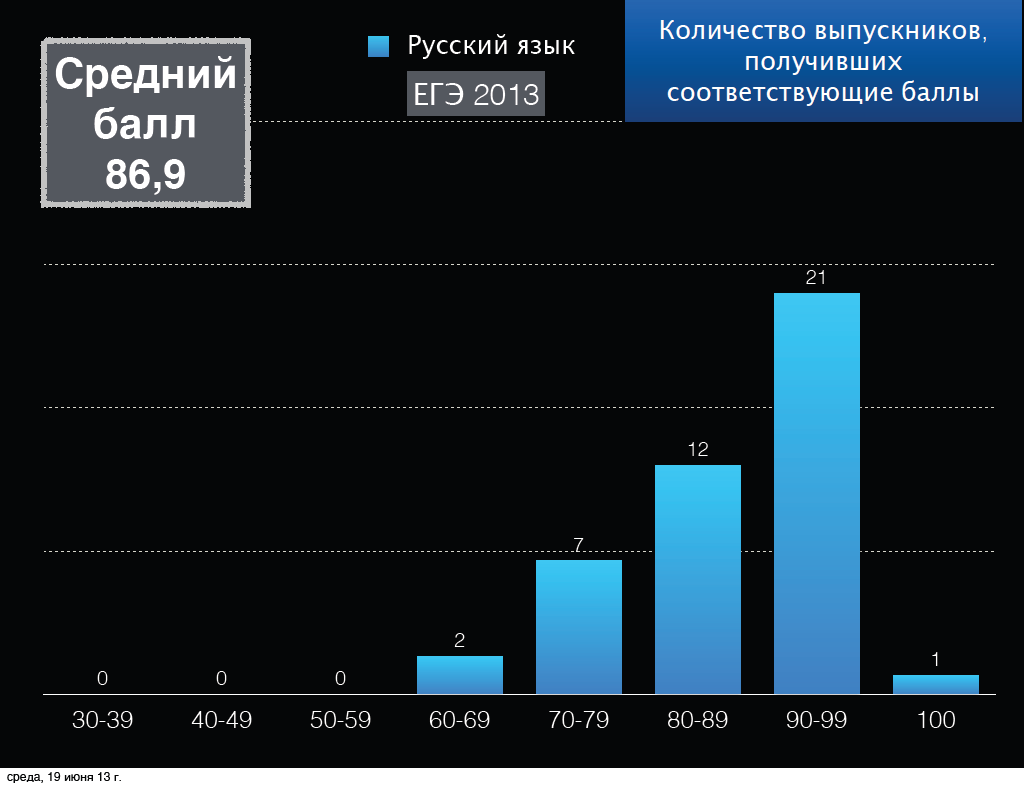 Средний
балл
86,9
Русский язык
ЕГЭ 2013
Количество выпускников,
получивших
соответствующие баллы
0
0
0
2
7
12
21
1
30-39
40-49
50-59
60-69
70-79
80-89
90-99
100
среда, 19 июня 13 г.